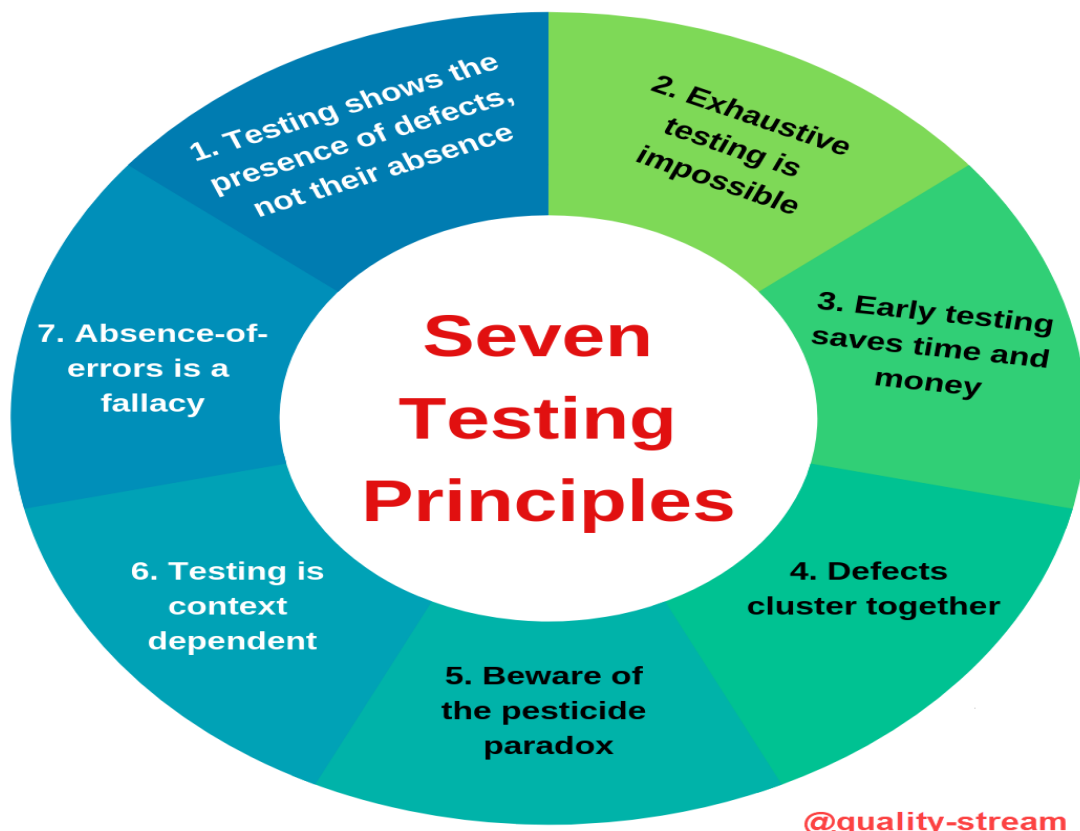 Seven
Testing
Principles
1. Testing shows the
presence of defects,
not their absence
2. Exhaustive
testing is
impossible
3. Early testing
saves time and
money
4. Defects
cluster together
5. Beware of
the pesticide
paradox
6. Testing is
context
dependent
7. Absence-of-
errors is a
fallacy
@quality-stream